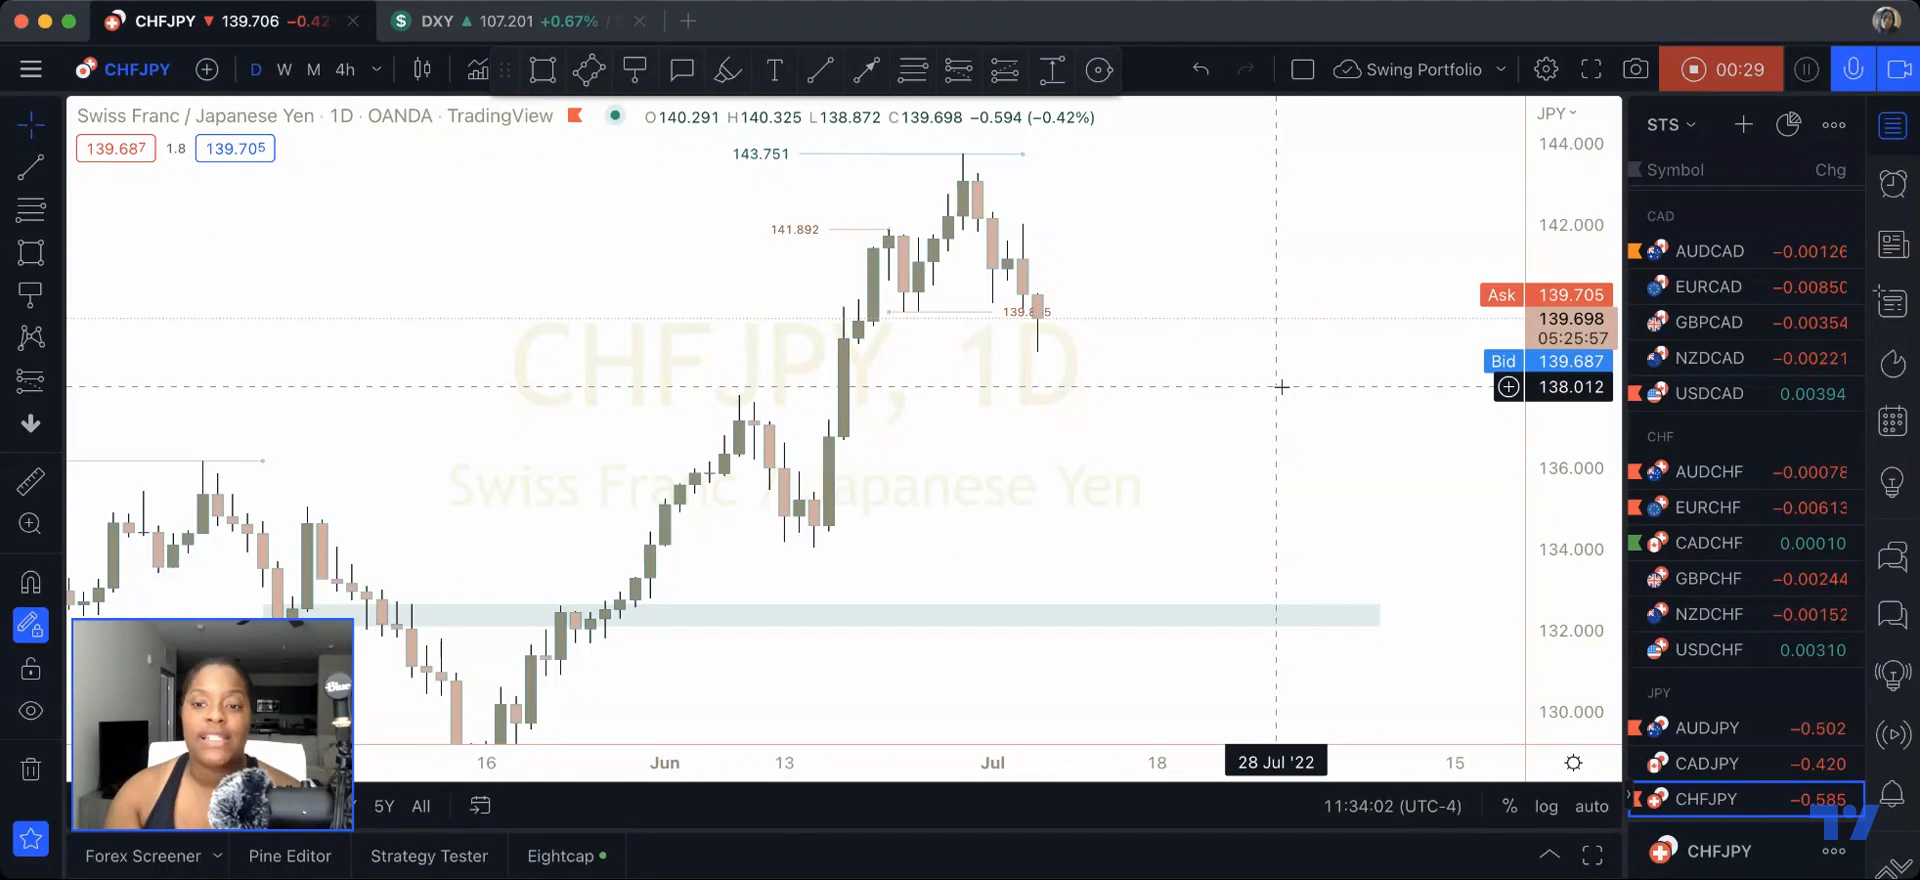 CHFJPY ▼ 139.706 −0.42
DXY ▲ 107.201 +0.67% /
CHFJPY
D W M 4h
T
Swing Portfolio
00:29
Swiss Franc / Japanese Yen · 1D · OANDA · TradingView
O140.291 H140.325 L138.872 C139.698 −0.594 (−0.42%)
139.687 1.8 139.705
143.751
141.892
CHFJPY, 1D
Swiss Franc / Japanese Yen
JPY
144.000
142.000
Ask 139.705
139.698
05:25:57
Bid 139.687
138.012
136.000
134.000
132.000
130.000
16 Jun 13 Jul 18 28 Jul '22 15
5Y All
11:34:02 (UTC-4) % log auto
Forex Screener Pine Editor Strategy Tester Eightcap
STS
Symbol Chg
CAD
AUDCAD −0.00126
EURCAD −0.00850
GBPCAD −0.00354
NZDCAD −0.00221
USDCAD 0.00394
CHF
AUDCHF −0.00078
EURCHF −0.00613
CADCHF 0.00010
GBPCHF −0.00244
NZDCHF −0.00152
USDCHF 0.00310
JPY
AUDJPY −0.502
CADJPY −0.420
CHFJPY −0.585
CHFJPY
Blue